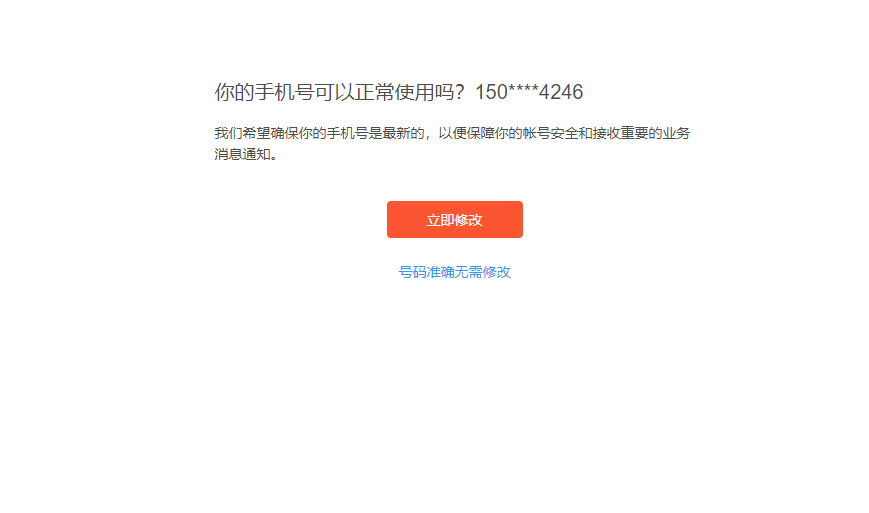 你的手机号可以正常使用吗？150****4246
我们希望确保你的手机号是最新的，以便保障你的帐号安全和接收重要的业务
消息通知。
立即修改
号码准确无需修改